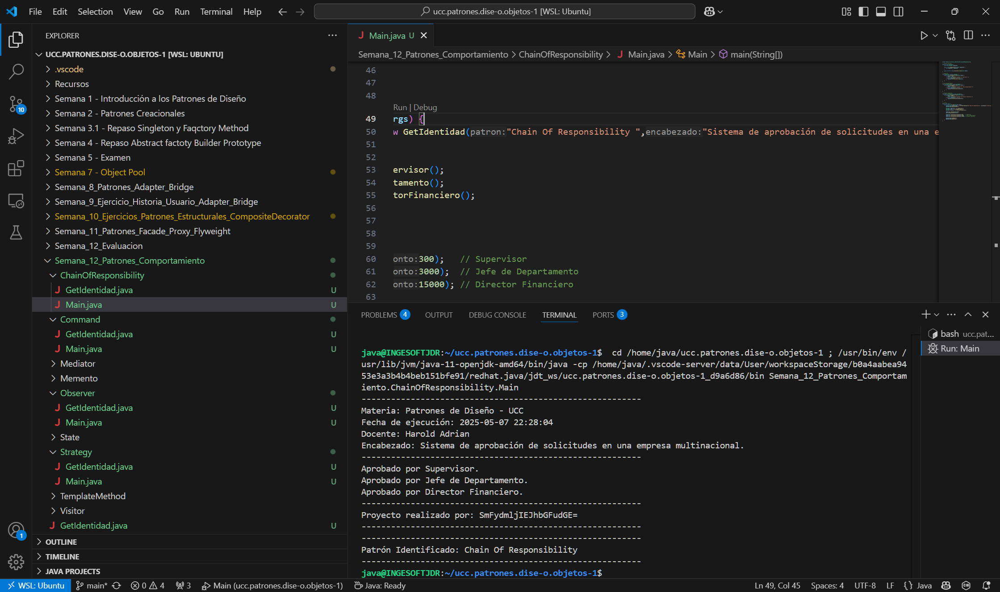 File Edit Selection View Go Run Terminal Help
ucc.patrones.dise-o.objetos-1 [WSL: Ubuntu]
EXPLORER
UCC.PATRONES.DISE-O.OBJETOS-1 [WSL: UBUNTU]
.vscode
Recursos
Semana 1 - Introducción a los Patrones de Diseño
Semana 2 - Patrones Creacionales
Semana 3.1 - Repaso Singleton y Faqctory Method
Semana 4 - Repaso Abstract factoty Builder Prototype
Semana 5 - Examen
Semana 7 - Object Pool
Semana_8_Patrones_Adapter_Bridge
Semana_9_Ejercicio_Historia_Usuario_Adapter_Bridge
Semana_10_Ejercicios_Patrones_Estructurales_CompositeDecorator
Semana_11_Patrones_Facade_Proxy_Flyweight
Semana_12_Evaluacion
Semana_12_Patrones_Comportamiento
ChainOfResponsibility
J GetIdentidad.java U
J Main.java U
Command
J GetIdentidad.java U
J Main.java U
Mediator
Memento
Observer
J GetIdentidad.java U
J Main.java U
State
Strategy
J GetIdentidad.java U
J Main.java U
TemplateMethod
Visitor
J GetIdentidad.java U
OUTLINE
TIMELINE
JAVA PROJECTS
10
1
J Main.java U
Semana_12_Patrones_Comportamiento > ChainOfResponsibility > J Main.java > Main > main(String[])
46
47
48
Run | Debug
49 rgs) {
50 w GetIdentidad(patron:"Chain Of Responsibility ",encabezado:"Sistema de aprobación de solicitudes en una e
51
52
53 ervisor();
54 tamento();
55 torFinanciero();
56
57
58
59
60 onto:300); // Supervisor
61 onto:3000); // Jefe de Departamento
62 onto:15000); // Director Financiero
63
PROBLEMS 4 OUTPUT DEBUG CONSOLE TERMINAL PORTS 3
bash ucc.pat...
Run: Main
java@INGESOFTJDR:~/ucc.patrones.dise-o.objetos-1$ cd /home/java/ucc.patrones.dise-o.objetos-1 ; /usr/bin/env /
usr/lib/jvm/java-11-openjdk-amd64/bin/java -cp /home/java/.vscode-server/data/User/workspaceStorage/b0a4aabea94
53e3a3b4b4beb151bfe91/redhat.java/jdt_ws/ucc.patrones.dise-o.objetos-1_d9a6d86/bin Semana_12_Patrones_Comportam
iento.ChainOfResponsibility.Main
---------------------------------------------------------
Materia: Patrones de Diseño - UCC
Fecha de ejecución: 2025-05-07 22:28:04
Docente: Harold Adrian
Encabezado: Sistema de aprobación de solicitudes en una empresa multinacional.
---------------------------------------------------------
Aprobado por Supervisor.
Aprobado por Jefe de Departamento.
Aprobado por Director Financiero.
---------------------------------------------------------
Proyecto realizado por: SmFydmljIEJhbGFudGE=
---------------------------------------------------------
---------------------------------------------------------
Patrón Identificado: Chain Of Responsibility
---------------------------------------------------------
java@INGESOFTJDR:~/ucc.patrones.dise-o.objetos-1$
WSL: Ubuntu main* 0 4 3 Main (ucc.patrones.dise-o.objetos-1) Java: Ready Ln 49, Col 45 Spaces: 4 UTF-8 LF {} Java